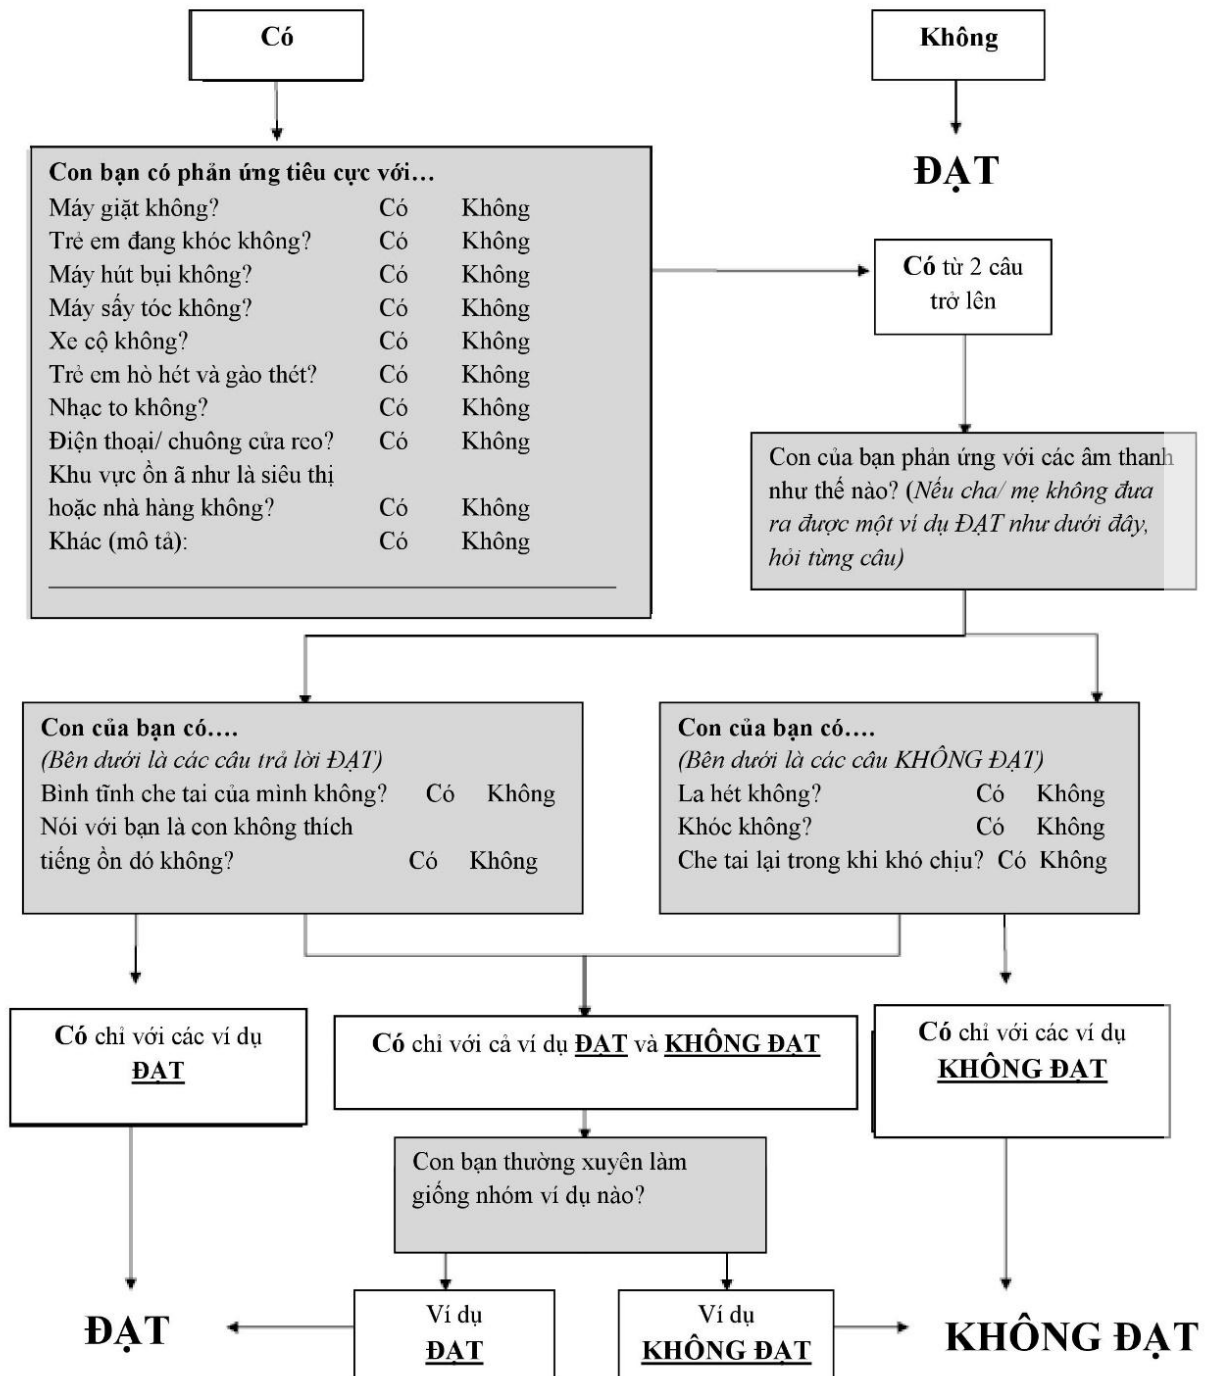 Có
Không
ĐẠT
Con bạn có phản ứng tiêu cực với…
Máy giặt không? Có Không
Trẻ em đang khóc không? Có Không
Máy hút bụi không? Có Không
Máy sấy tóc không? Có Không
Xe cộ không? Có Không
Trẻ em hò hét và gào thét? Có Không
Nhạc to không? Có Không
Điện thoại/ chuông cửa reo? Có Không
Khu vực ồn ã như là siêu thị
hoặc nhà hàng không? Có Không
Khác (mô tả): Có Không
Có từ 2 câu
trở lên
Con của bạn phản ứng với các âm thanh
như thế nào? (Nếu cha/ mẹ không đưa
ra được một ví dụ ĐẠT như dưới đây,
hỏi từng câu)
Con của bạn có….
(Bên dưới là các câu trả lời ĐẠT)
Bình tĩnh che tai của mình không? Có Không
Nói với bạn là con không thích
tiếng ồn đó không? Có Không
Con của bạn có….
(Bên dưới là các câu KHÔNG ĐẠT)
La hét không? Có Không
Khóc không? Có Không
Che tai lại trong khi khó chịu? Có Không
Có chỉ với các ví dụ
ĐẠT
Có chỉ với cả ví dụ ĐẠT và KHÔNG ĐẠT
Có chỉ với các ví dụ
KHÔNG ĐẠT
Con bạn thường xuyên làm
giống nhóm ví dụ nào?
ĐẠT
Ví dụ
ĐẠT
Ví dụ
KHÔNG ĐẠT
KHÔNG ĐẠT